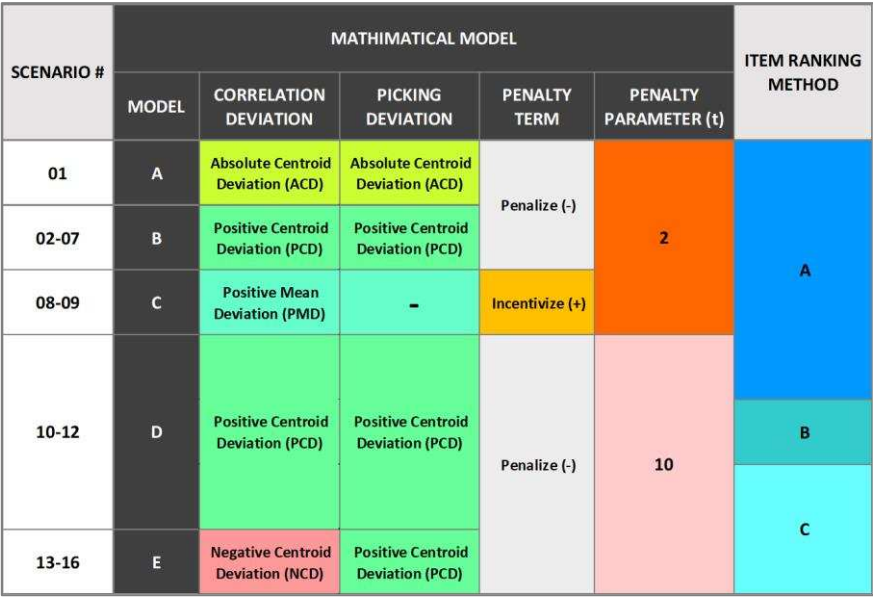 MATHIMATICAL MODEL
SCENARIO #
ITEM RANKING
METHOD
MODEL
CORRELATION
DEVIATION
PICKING
DEVIATION
PENALTY
TERM
PENALTY
PARAMETER (t)
01
A
Absolute Centroid
Deviation (ACD)
Absolute Centroid
Deviation (ACD)
Penalize (-)
2
A
02-07
B
Positive Centroid
Deviation (PCD)
Positive Centroid
Deviation (PCD)
08-09
C
Positive Mean
Deviation (PMD)
-
Incentivize (+)
10-12
D
Positive Centroid
Deviation (PCD)
Positive Centroid
Deviation (PCD)
Penalize (-)
10
B
C
13-16
E
Negative Centroid
Deviation (NCD)
Positive Centroid
Deviation (PCD)